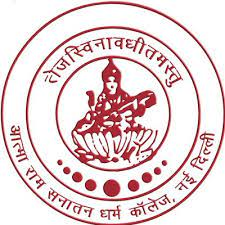 तेजस्विनावधीतमस्तु
आत्मा राम सनातन धर्म कॉलेज, नई दिल्ली